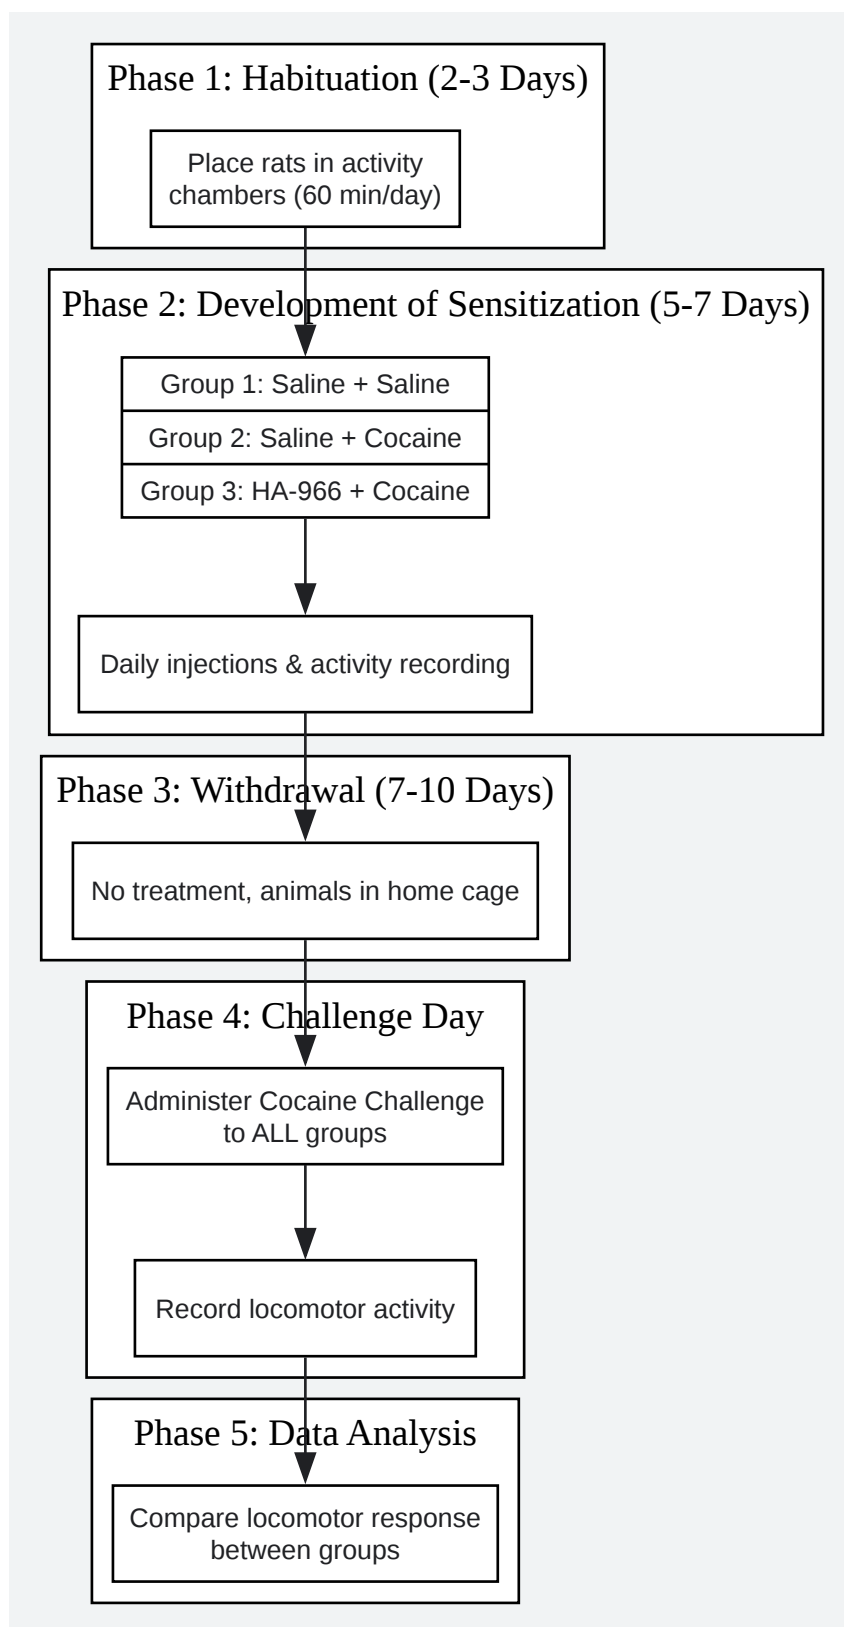 Phase 1: Habituation (2-3 Days)
Place rats in activity
chambers (60 min/day)
Phase 2: Development of Sensitization (5-7 Days)
Group 1: Saline + Saline
Group 2: Saline + Cocaine
Group 3: HA-966 + Cocaine
Daily injections & activity recording
Phase 3: Withdrawal (7-10 Days)
No treatment, animals in home cage
Phase 4: Challenge Day
Administer Cocaine Challenge
to ALL groups
Record locomotor activity
Phase 5: Data Analysis
Compare locomotor response
between groups